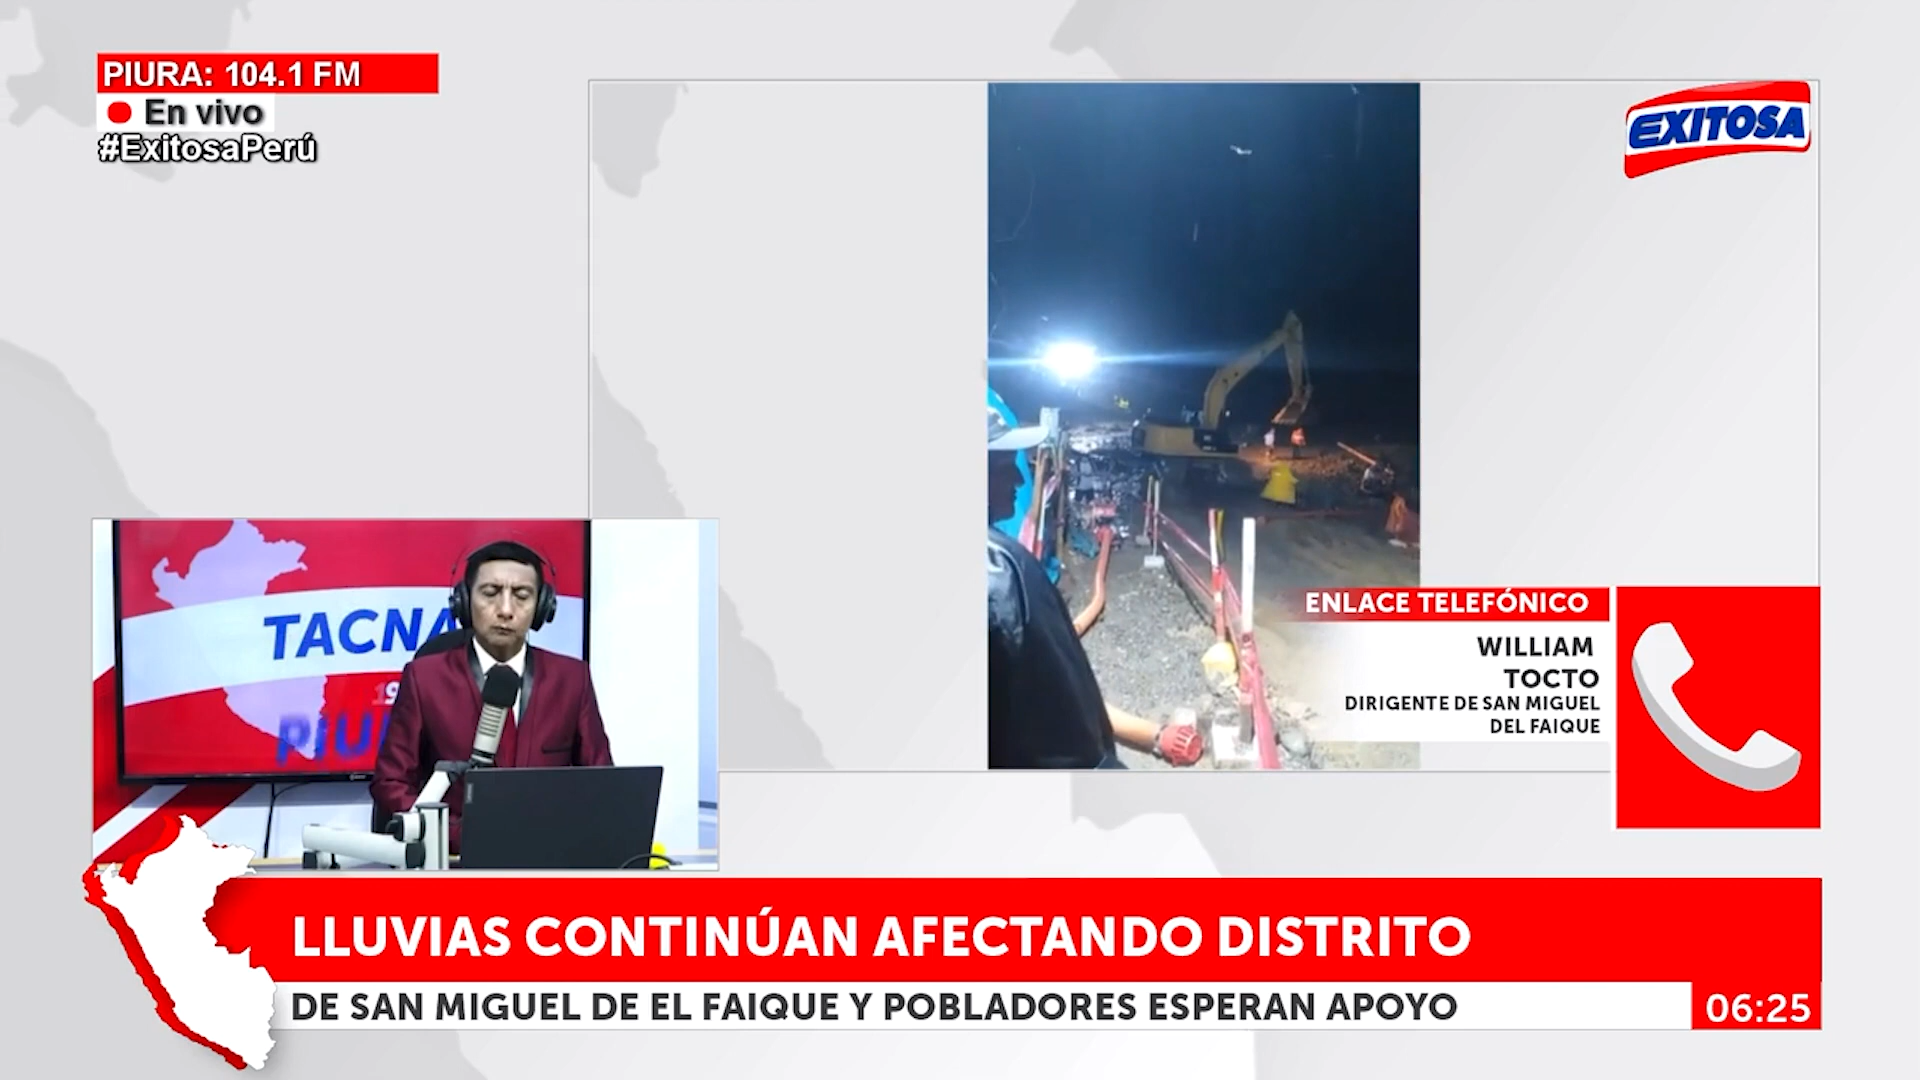 PIURA: 104.1 FM
En vivo
#ExitosaPerú
EXITOSA
TACNA
PIU
ENLACE TELEFÓNICO
WILLIAM
TOCTO
DIRIGENTE DE SAN MIGUEL
DEL FAIQUE
LLUVIAS CONTINÚAN AFECTANDO DISTRITO
DE SAN MIGUEL DE EL FAIQUE Y POBLADORES ESPERAN APOYO
06:25